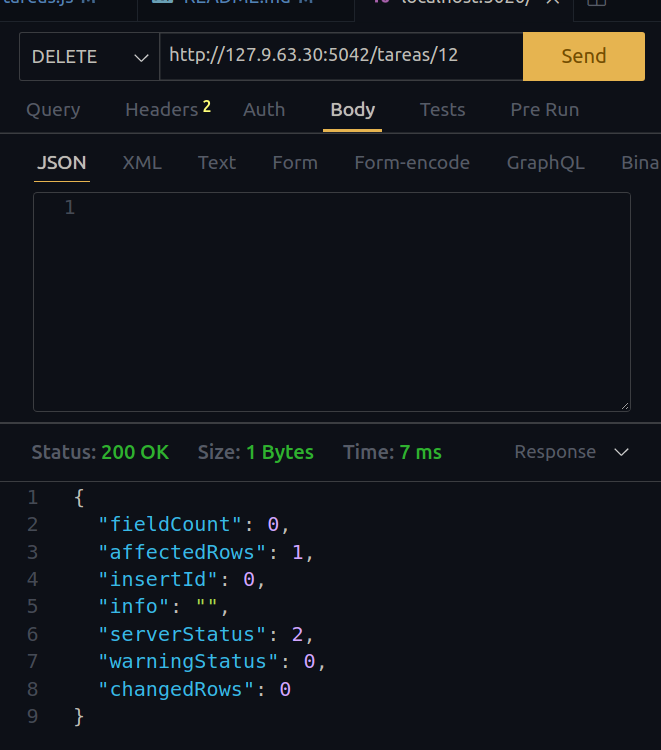 tareas.js M README.md M localhost:5020/
DELETE http://127.9.63.30:5042/tareas/12 Send
Query Headers 2 Auth Body Tests Pre Run
JSON XML Text Form Form-encode GraphQL Bina
1
Status: 200 OK Size: 1 Bytes Time: 7 ms Response
1 {
2 "fieldCount": 0,
3 "affectedRows": 1,
4 "insertId": 0,
5 "info": "",
6 "serverStatus": 2,
7 "warningStatus": 0,
8 "changedRows": 0
9 }